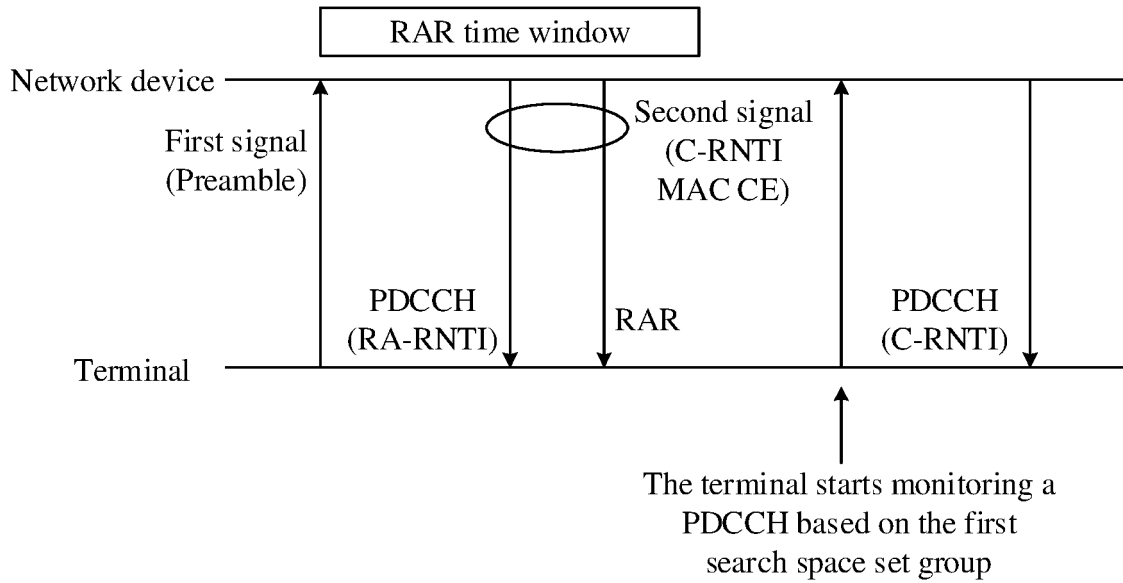 RAR time window
Network device
First signal
(Preamble)
Second signal
(C-RNTI
MAC CE)
PDCCH
(RA-RNTI)
RAR
PDCCH
(C-RNTI)
Terminal
The terminal starts monitoring a
PDCCH based on the first
search space set group